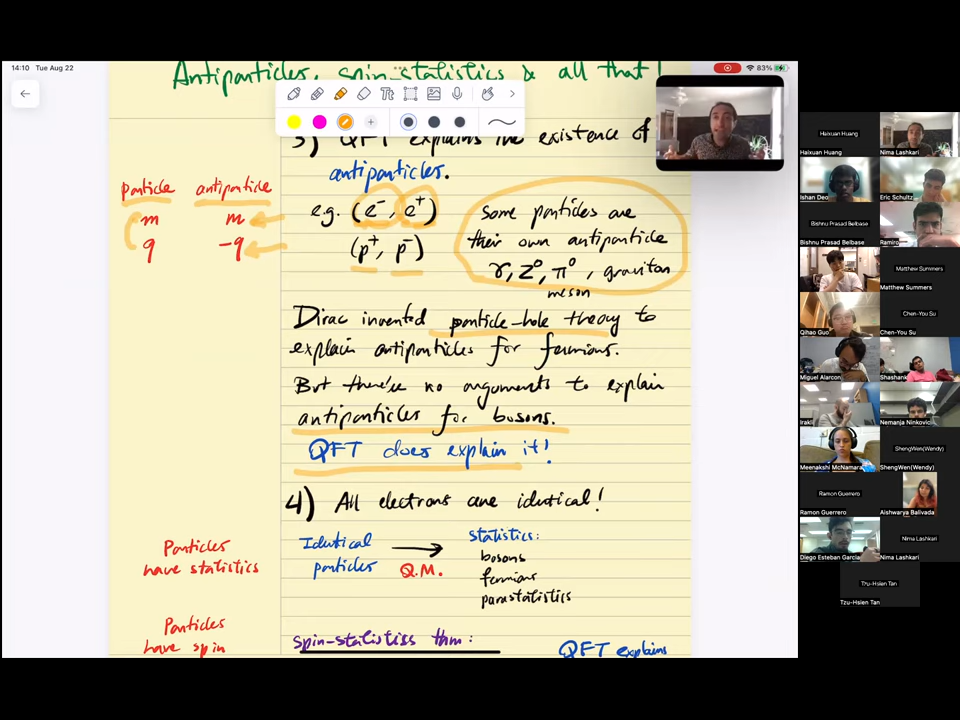 14:10 Tue Aug 22
83%
Antiparticles, spin-statistics & all that!
Tt
3) QFT explains the existence of
antiparticles.
particle antiparticle
m m
q -q
e.g. (e⁻, e⁺)
(p⁺, p⁻)
Some particles are
their own antiparticle
γ, Z⁰, π⁰, graviton
meson
Dirac invented particle-hole theory to
explain antiparticles for fermions.
But there's no arguments to explain
antiparticles for bosons.
QFT does explain it!
4) All electrons are identical!
Identical
particles
Q.M.
statistics:
bosons
fermions
parastatistics
Particles
have statistics
Particles
have spin
spin-statistiss thm:
QFT explains
Haixuan Huang
Haixuan Huang
Nima Lashkari
Ishan Deo
Eric Schultz
Bishnu Prasad Belbase
Bishnu Prasad Belbase
Ramiro
Matthew Summers
Matthew Summers
Qihao Guo
Chen-You Su
Chen-You Su
Miguel Alarcon
Shashank
Irakli
Nemanja Ninkovic
Meenakshi McNamara
ShengWen(Wendy)
ShengWen(Wendy)
Ramon Guerrero
Ramon Guerrero
Aishwarya Balivada
Diego Esteban Garcia
Nima Lashkari
Nima Lashkari
Tzu-Hsien Tan
Tzu-Hsien Tan